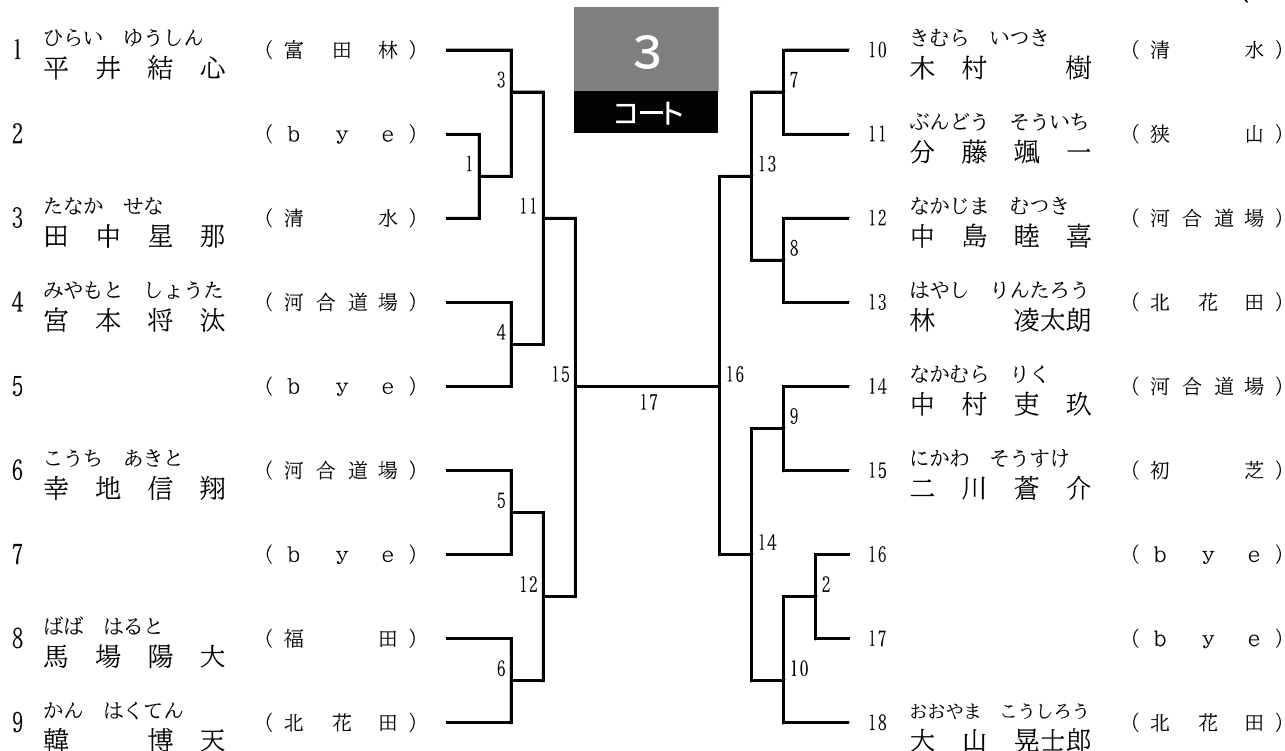 3
コート
1 ひらい ゆうしん
平井結心 (富田林)
2 (bye)
3 たなか せな
田中星那 (清水)
4 みやもと しょうた
宮本将汰 (河合道場)
5 (bye)
6 こうち あきと
幸地信翔 (河合道場)
7 (bye)
8 ばば はると
馬場陽大 (福田)
9 かん はくてん
韓博天 (北花田)
3
1
11
4
15
5
12
6
17
10 きむら いつき
木村樹 (清水)
11 ぶんどう そういち
分藤颯一 (狭山)
12 なかじま むつき
中島睦喜 (河合道場)
13 はやし りんたろう
林凌太朗 (北花田)
14 なかむら りく
中村吏玖 (河合道場)
15 にかわ そうすけ
二川蒼介 (初芝)
16 (bye)
17 (bye)
18 おおやま こうしろう
大山晃士郎 (北花田)
7
13
8
16
9
14
2
10